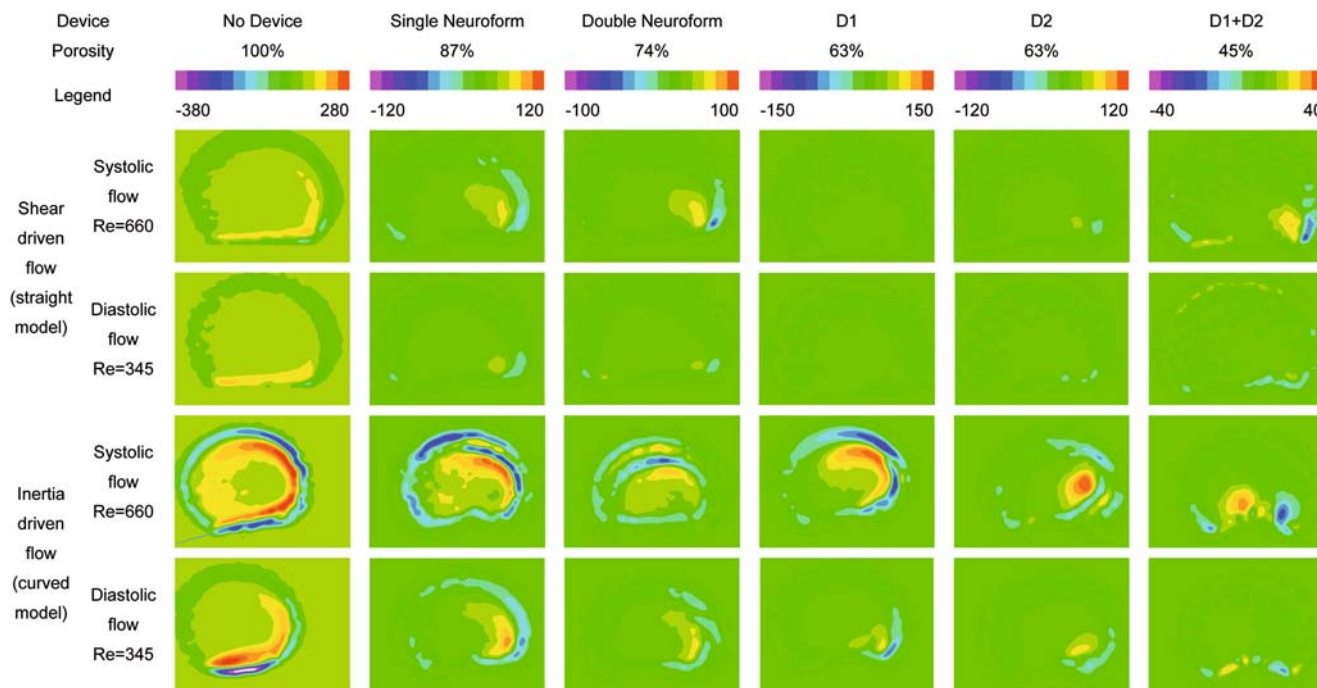 Device No Device Single Neuroform Double Neuroform D1 D2 D1+D2
Porosity 100% 87% 74% 63% 63% 45%
Legend
-380 280 -120 120 -100 100 -150 150 -120 120 -40 40
Shear
driven
flow
(straight
model)
Systolic
flow
Re=660
Diastolic
flow
Re=345
Inertia
driven
flow
(curved
model)
Systolic
flow
Re=660
Diastolic
flow
Re=345